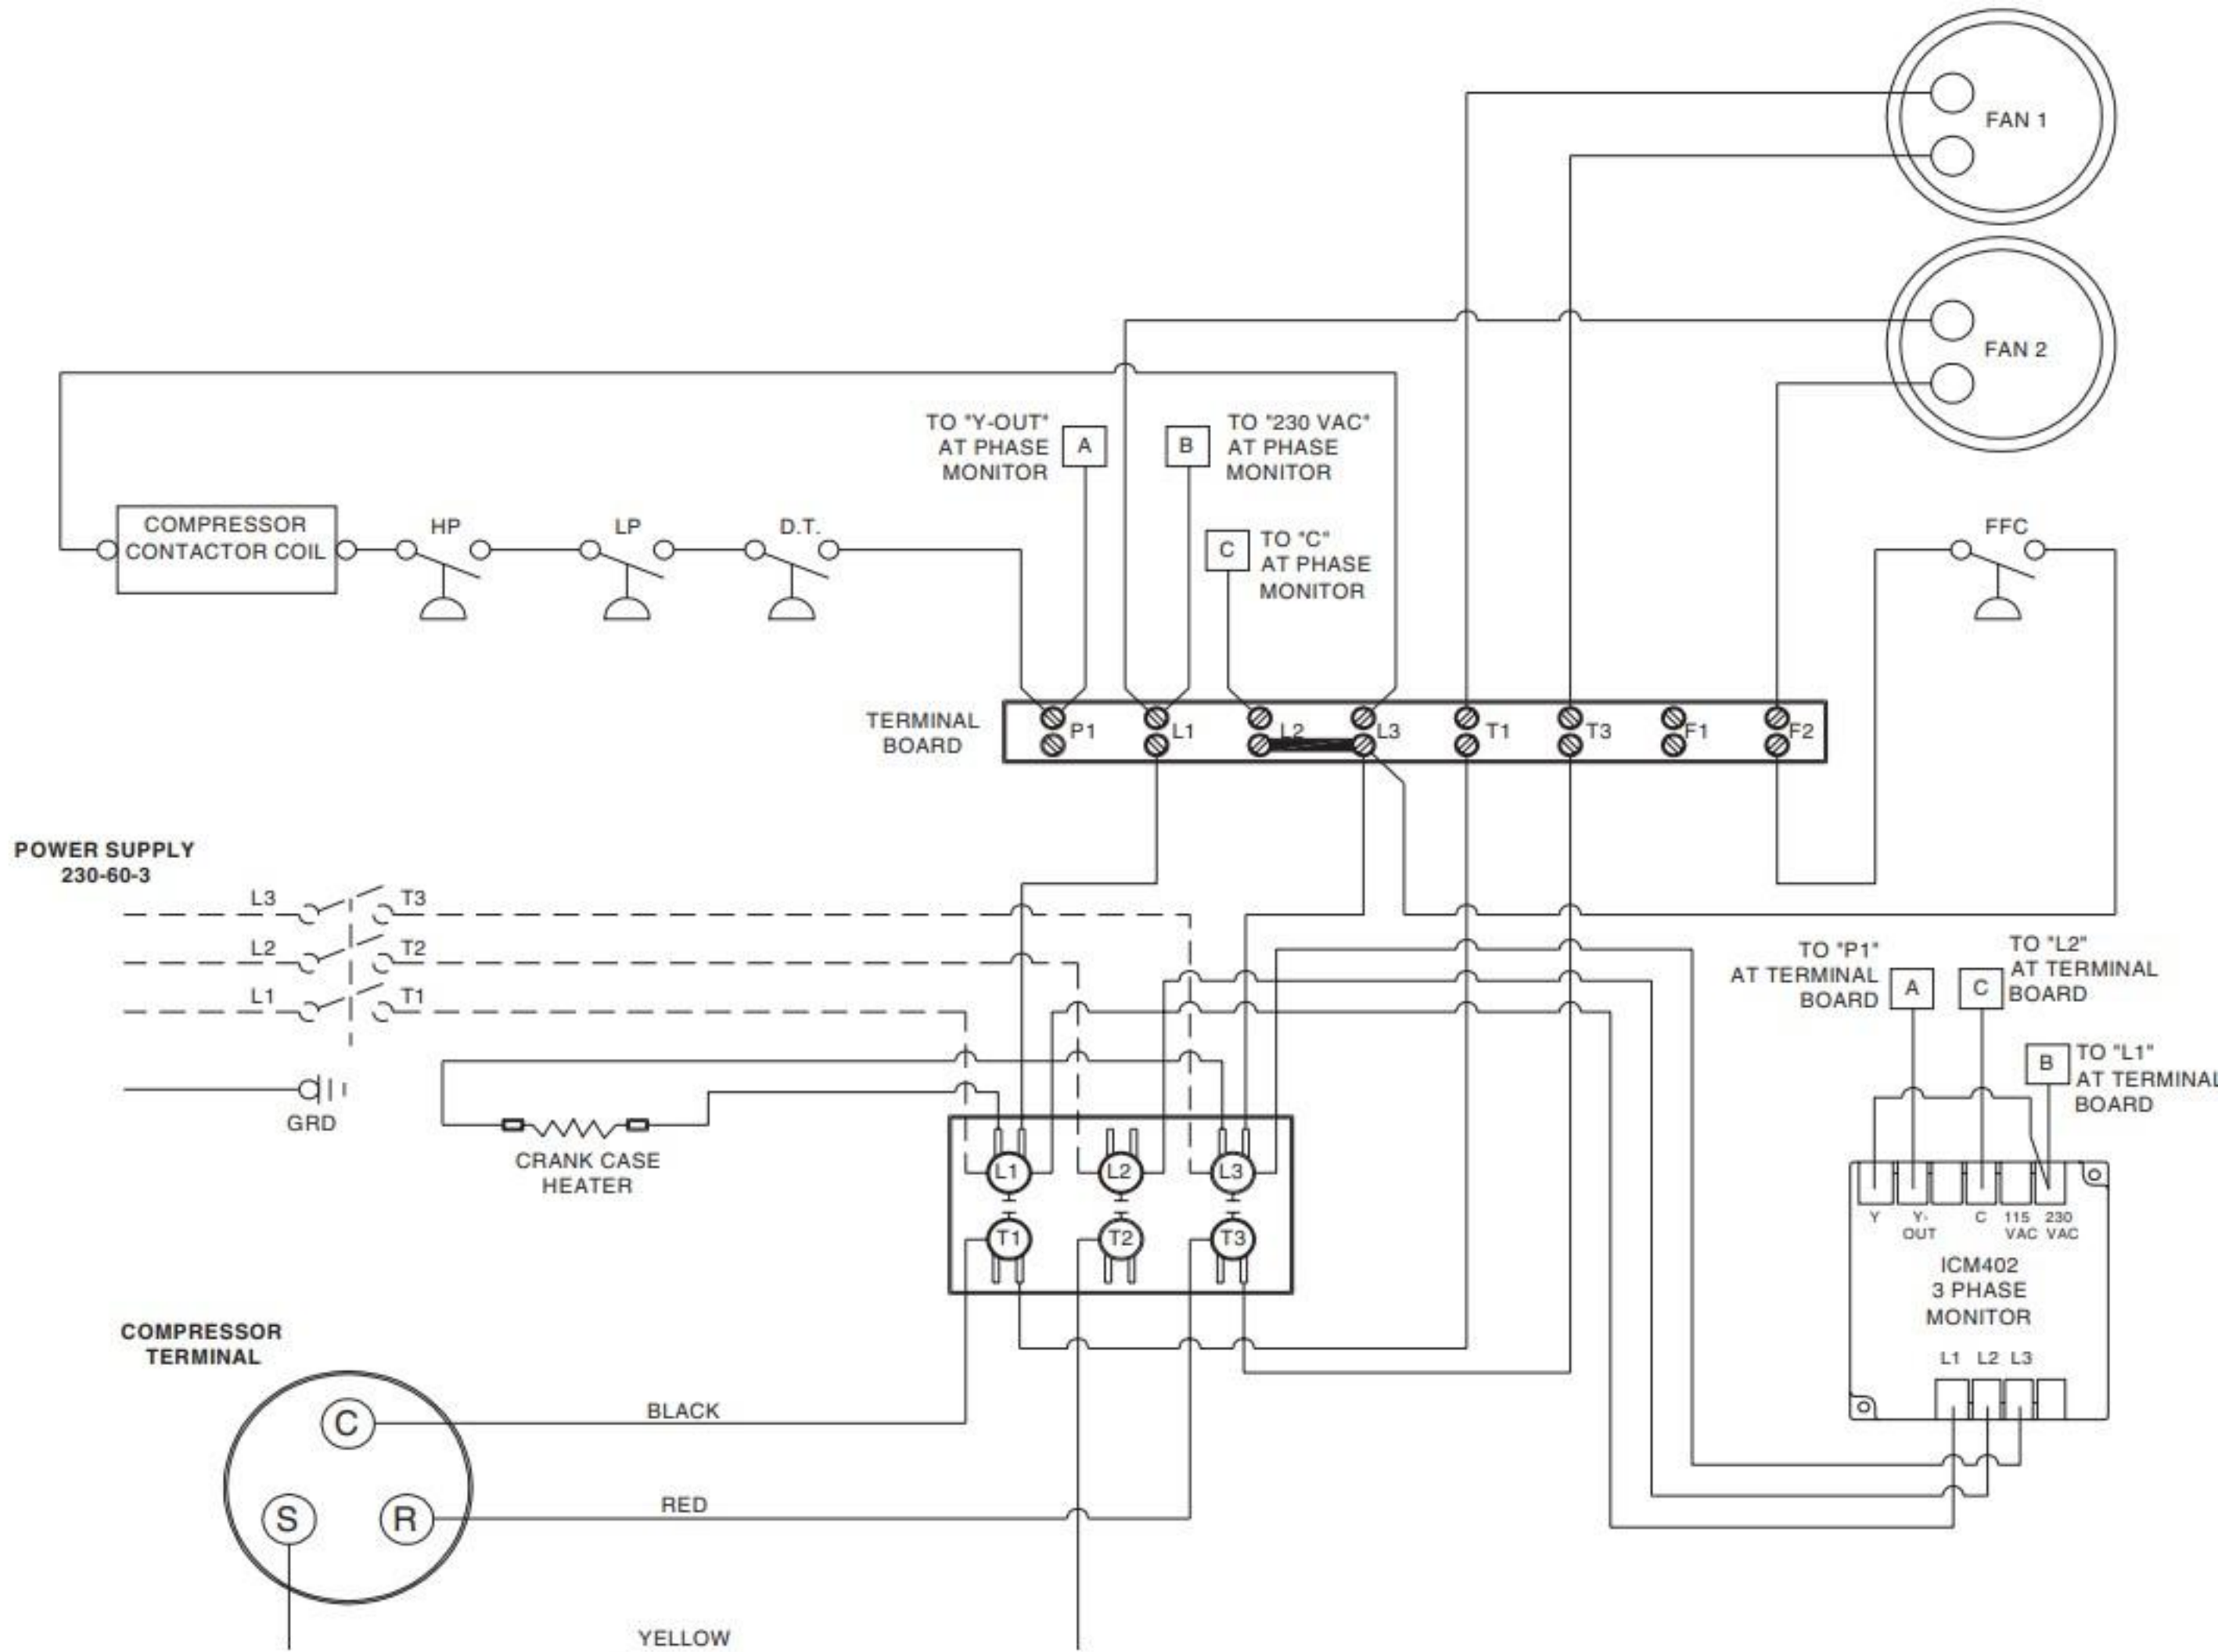 FAN 1
FAN 2
TO "Y-OUT"
AT PHASE
MONITOR
A
B
TO "230 VAC"
AT PHASE
MONITOR
C
TO "C"
AT PHASE
MONITOR
COMPRESSOR
CONTACTOR COIL
HP
LP
D.T.
FFC
TERMINAL
BOARD
P1
L1
L2
L3
T1
T3
F1
F2
POWER SUPPLY
230-60-3
L3
T3
L2
T2
L1
T1
GRD
CRANK CASE
HEATER
TO "P1"
AT TERMINAL
BOARD
A
C
TO "L2"
AT TERMINAL
BOARD
B
TO "L1"
AT TERMINAL
BOARD
L1
L2
L3
T1
T2
T3
Y
Y-
OUT
C
115
VAC
230
VAC
ICM402
3 PHASE
MONITOR
L1 L2 L3
COMPRESSOR
TERMINAL
C
S
R
BLACK
RED
YELLOW